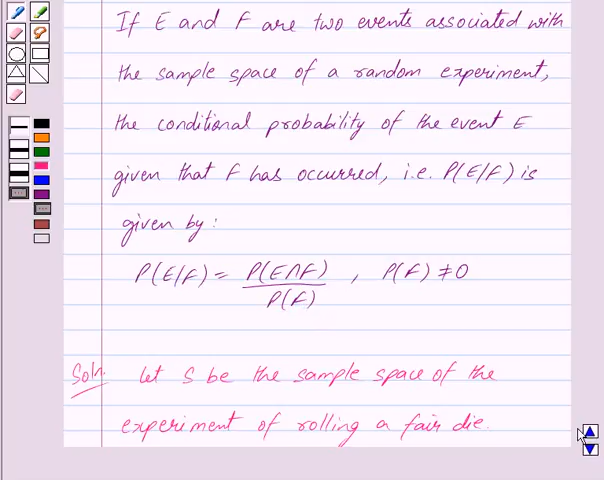 If E and F are two events associated with
the sample space of a random experiment,
the conditional probability of the event E
given that F has occurred, i.e. P(E/F) is
given by:
P(E/F) = P(E∩F) / P(F) , P(F) ≠ 0
Soln. Let S be the sample space of the
experiment of rolling a fair die.